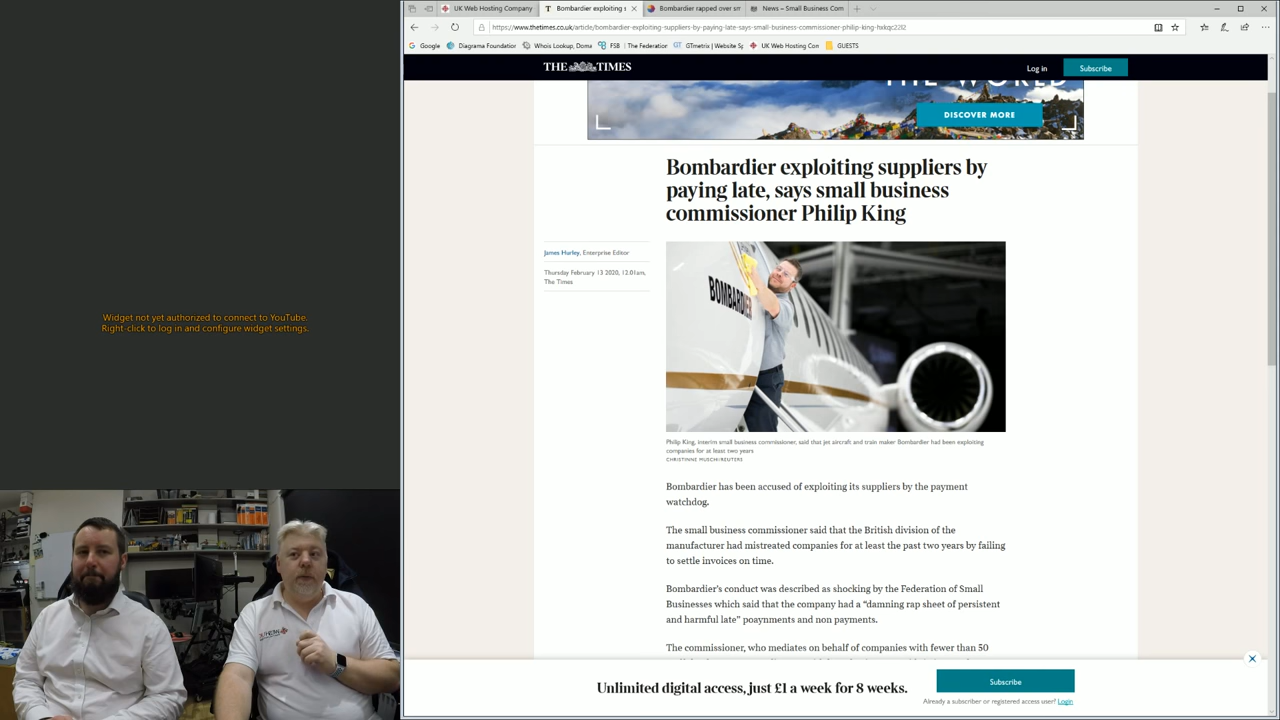 UK Web Hosting Company
Bombardier exploiting s
Bombardier rapped over sm
News – Small Business Com
https://www.thetimes.co.uk/article/bombardier-exploiting-suppliers-by-paying-late-says-small-business-commissioner-philip-king-
Google
Diagrama Foundation
Whois Lookup, Doma
FSB | The Federation
GTmetrix | Website Sp
UK Web Hosting Con
GUESTS
THE TIMES
Log in
Subscribe
THE WORLD
DISCOVER MORE
Bombardier exploiting suppliers by
paying late, says small business
commissioner Philip King
James Hurley, Enterprise Editor
Thursday February 13 2020, 12.01am,
The Times
BOMBARDIER
Philip King, interim small business commissioner, said that jet aircraft and train maker Bombardier had been exploiting
companies for at least two years
CHRISTINNE MUSCHI/REUTERS
Bombardier has been accused of exploiting its suppliers by the payment
watchdog.
The small business commissioner said that the British division of the
manufacturer had mistreated companies for at least the past two years by failing
to settle invoices on time.
Bombardier's conduct was described as shocking by the Federation of Small
Businesses which said that the company had a “damning rap sheet of persistent
and harmful late” poaynments and non payments.
The commissioner, who mediates on behalf of companies with fewer than 50
Unlimited digital access, just £1 a week for 8 weeks.
Subscribe
Already a subscriber or registered access user? Login
Widget not yet authorized to connect to YouTube.
Right-click to log in and configure widget settings.